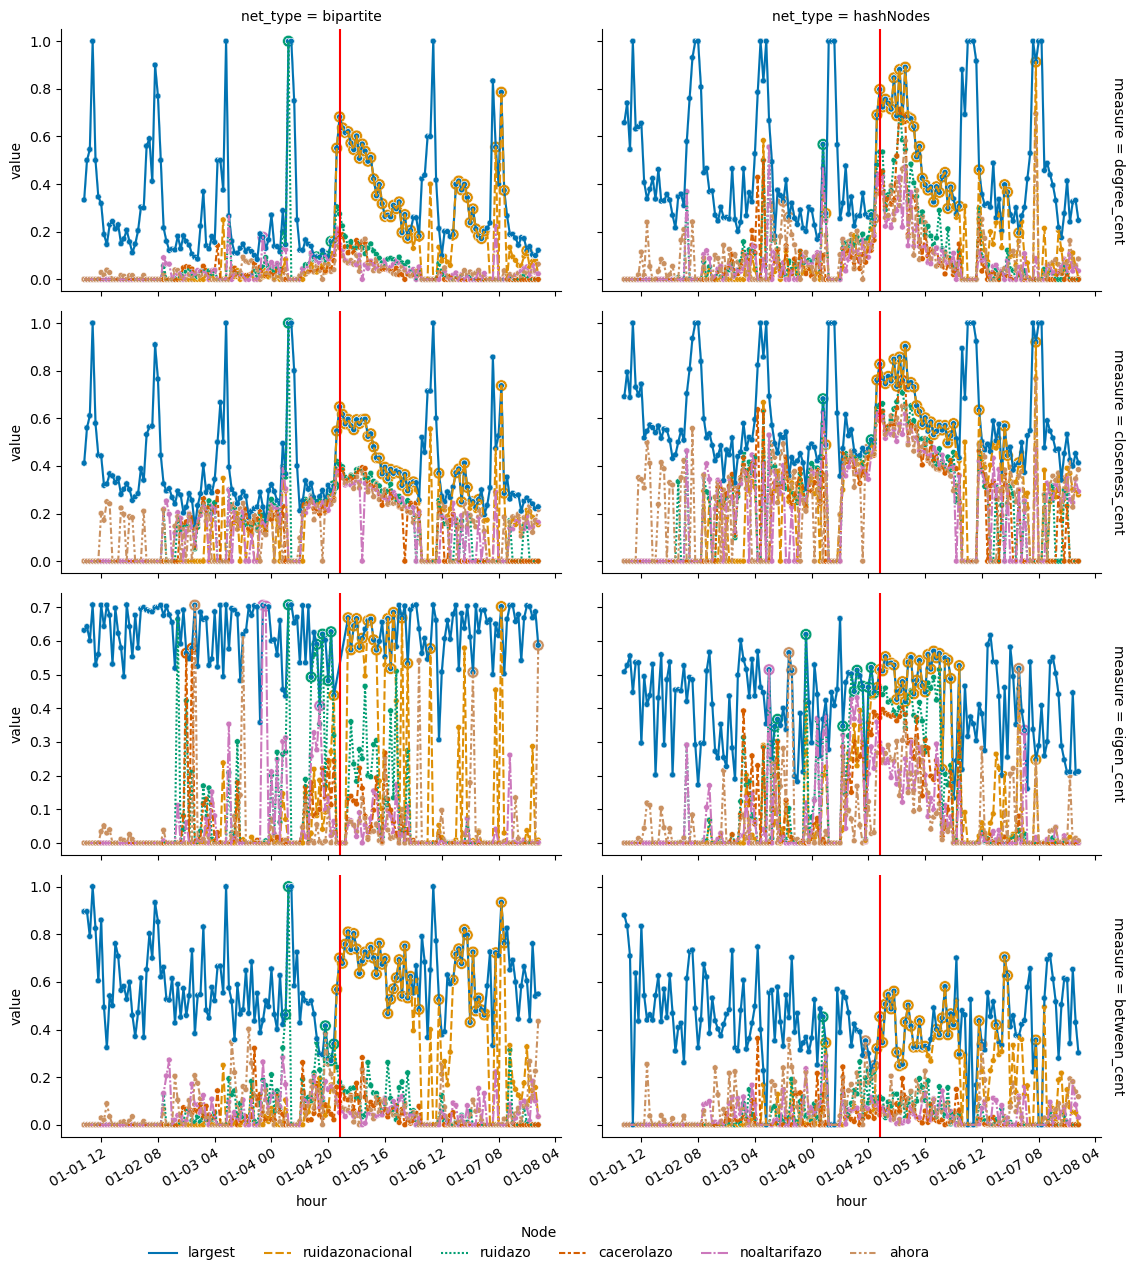 net_type = bipartite
net_type = hashNodes
1.0
0.8
0.6
0.4
0.2
0.0
value
measure = degree_cent
1.0
0.8
0.6
0.4
0.2
0.0
value
measure = closeness_cent
0.7
0.6
0.5
0.4
0.3
0.2
0.1
0.0
value
measure = eigen_cent
1.0
0.8
0.6
0.4
0.2
0.0
value
measure = between_cent
01-01 12
01-02 08
01-03 04
01-04 00
01-04 20
01-05 16
01-06 12
01-07 08
01-08 04
hour
01-01 12
01-02 08
01-03 04
01-04 00
01-04 20
01-05 16
01-06 12
01-07 08
01-08 04
hour
Node
largest
ruidazonacional
ruidazo
cacerolazo
noaltarifazo
ahora